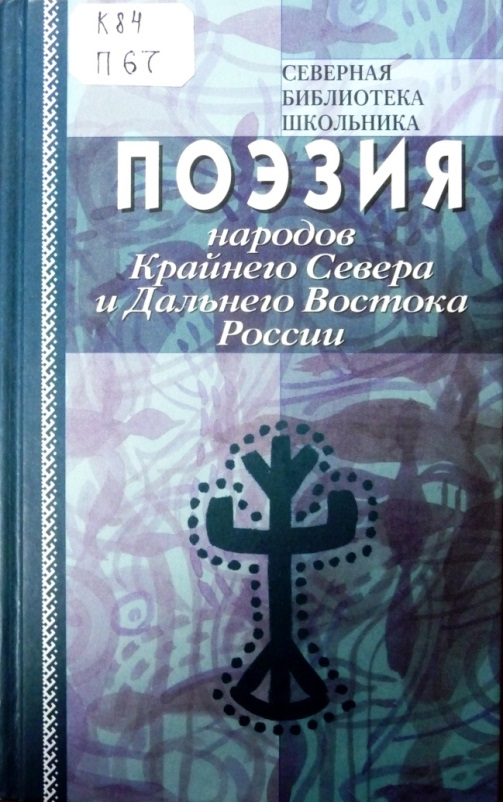 К84
П67
СЕВЕРНАЯ
БИБЛИОТЕКА
ШКОЛЬНИКА
ПОЭЗИЯ
народов
Крайнего Севера
и Дальнего Востока
России